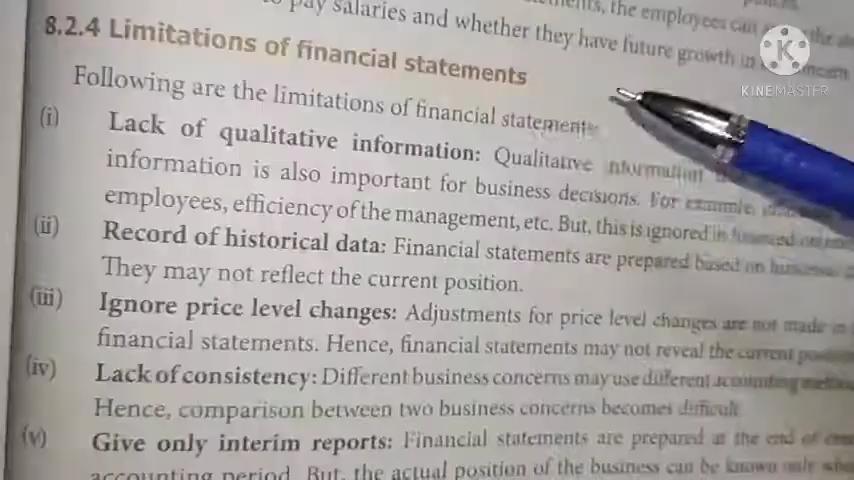 to pay salaries and whether they have future growth in
the employees can
8.2.4 Limitations of financial statements
KINEMASTER
Following are the limitations of financial statements
(i) Lack of qualitative information: Qualitative information
information is also important for business decisions. For example,
employees, efficiency of the management, etc. But, this is ignored in
(ii) Record of historical data: Financial statements are prepared based on
They may not reflect the current position.
(iii) Ignore price level changes: Adjustments for price level changes are not made in
financial statements. Hence, financial statements may not reveal the current
(iv) Lack of consistency: Different business concerns may use different accounting
Hence, comparison between two business concerns becomes difficult
(v) Give only interim reports: Financial statements are prepared at the end of
accounting period. But, the actual position of the business can be known only